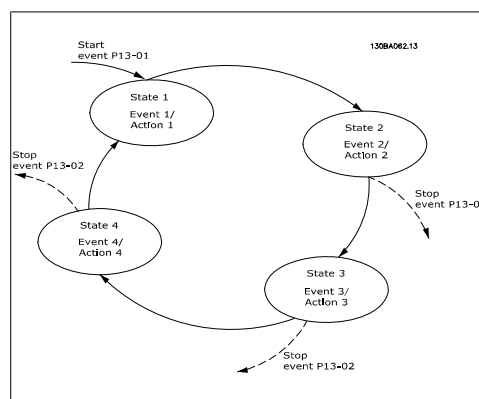 Start
event P13-01
130BA062.13
State 1
Event 1/
Action 1
State 2
Event 2/
Action 2
Stop
event P13-02
Stop
event P13-0
State 4
Event 4/
Action 4
State 3
Event 3/
Action 3
Stop
event P13-02